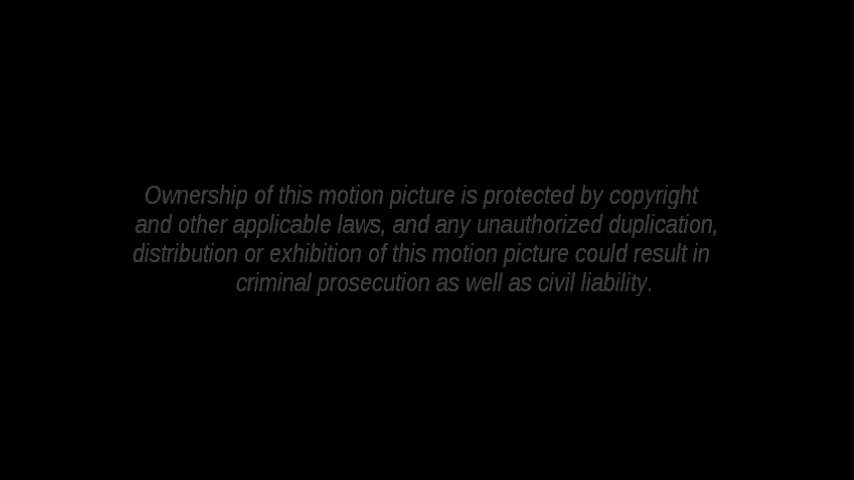 Ownership of this motion picture is protected by copyright
and other applicable laws, and any unauthorized duplication,
distribution or exhibition of this motion picture could result in
criminal prosecution as well as civil liability.